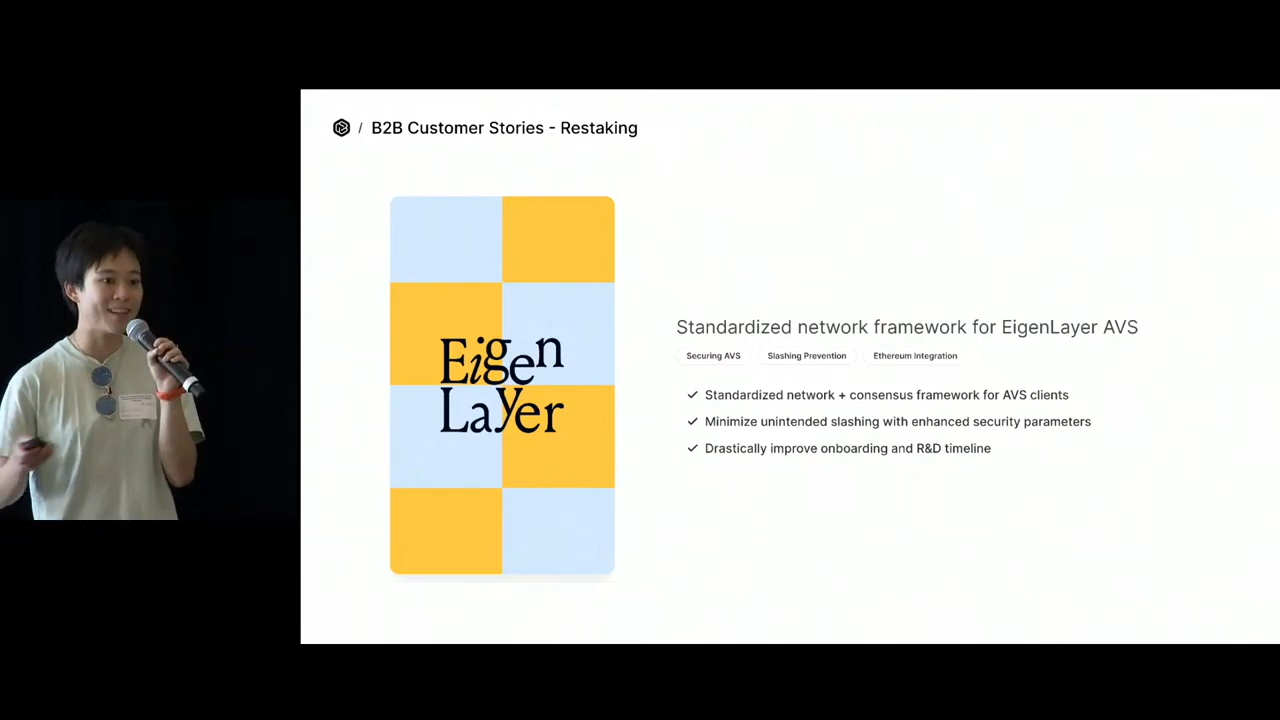 / B2B Customer Stories - Restaking
Eigen
Layer
Standardized network framework for EigenLayer AVS
Securing AVS
Slashing Prevention
Ethereum Integration
✓ Standardized network + consensus framework for AVS clients
✓ Minimize unintended slashing with enhanced security parameters
✓ Drastically improve onboarding and R&D timeline